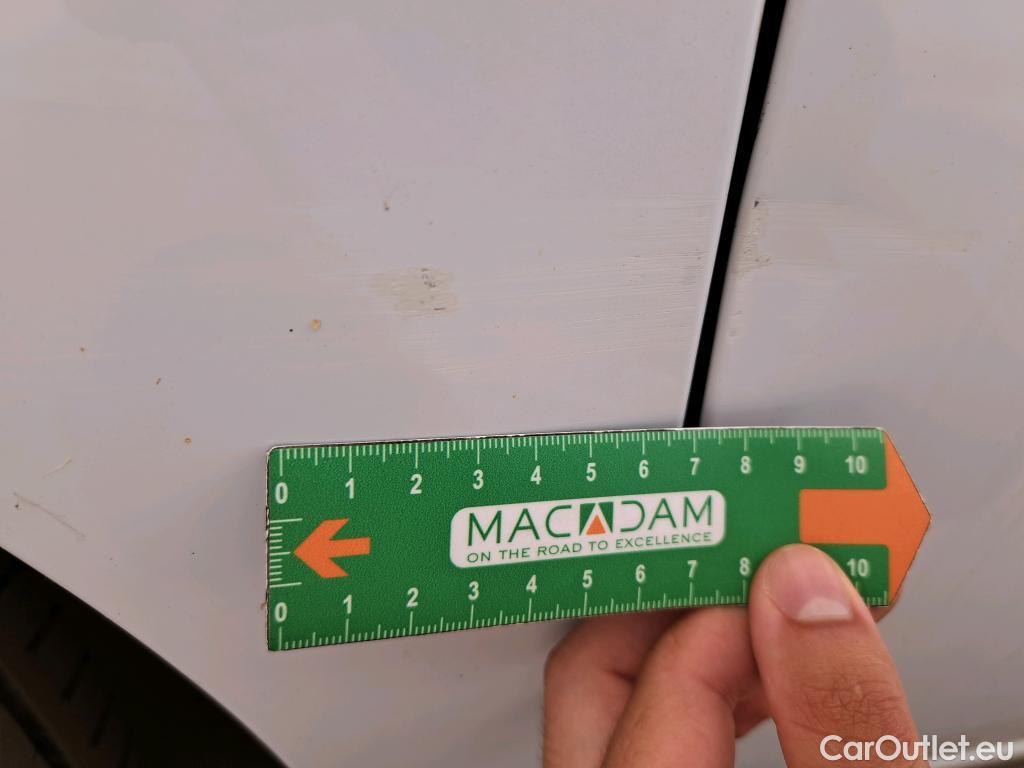 0 1 2 3 4 5 6 7 8 9 10
MACADAM
ON THE ROAD TO EXCELLENCE
0 1 2 3 4 5 6 7 8 10
CarOutlet.eu